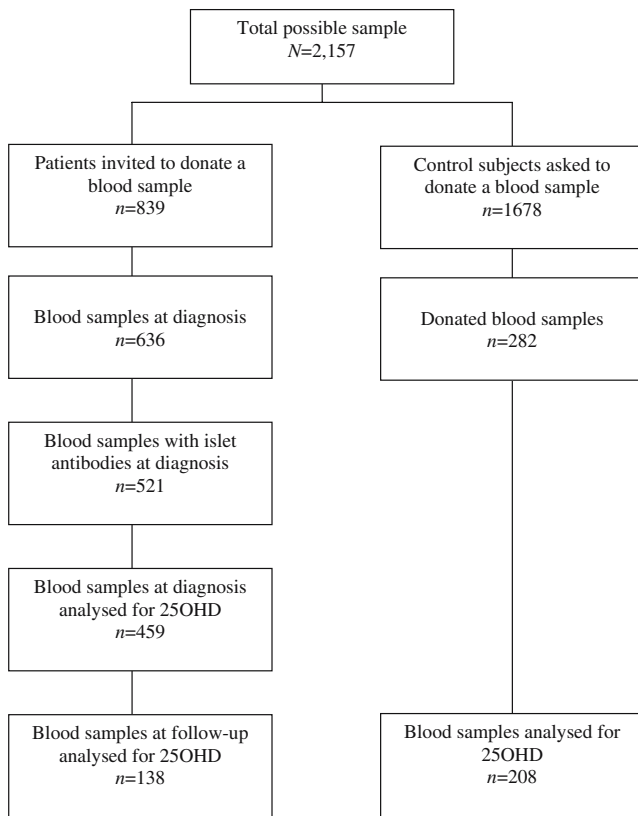 Total possible sample
N=2,157
Patients invited to donate a
blood sample
n=839
Control subjects asked to
donate a blood sample
n=1678
Blood samples at diagnosis
n=636
Donated blood samples
n=282
Blood samples with islet
antibodies at diagnosis
n=521
Blood samples at diagnosis
analysed for 25OHD
n=459
Blood samples at follow-up
analysed for 25OHD
n=138
Blood samples analysed for
25OHD
n=208